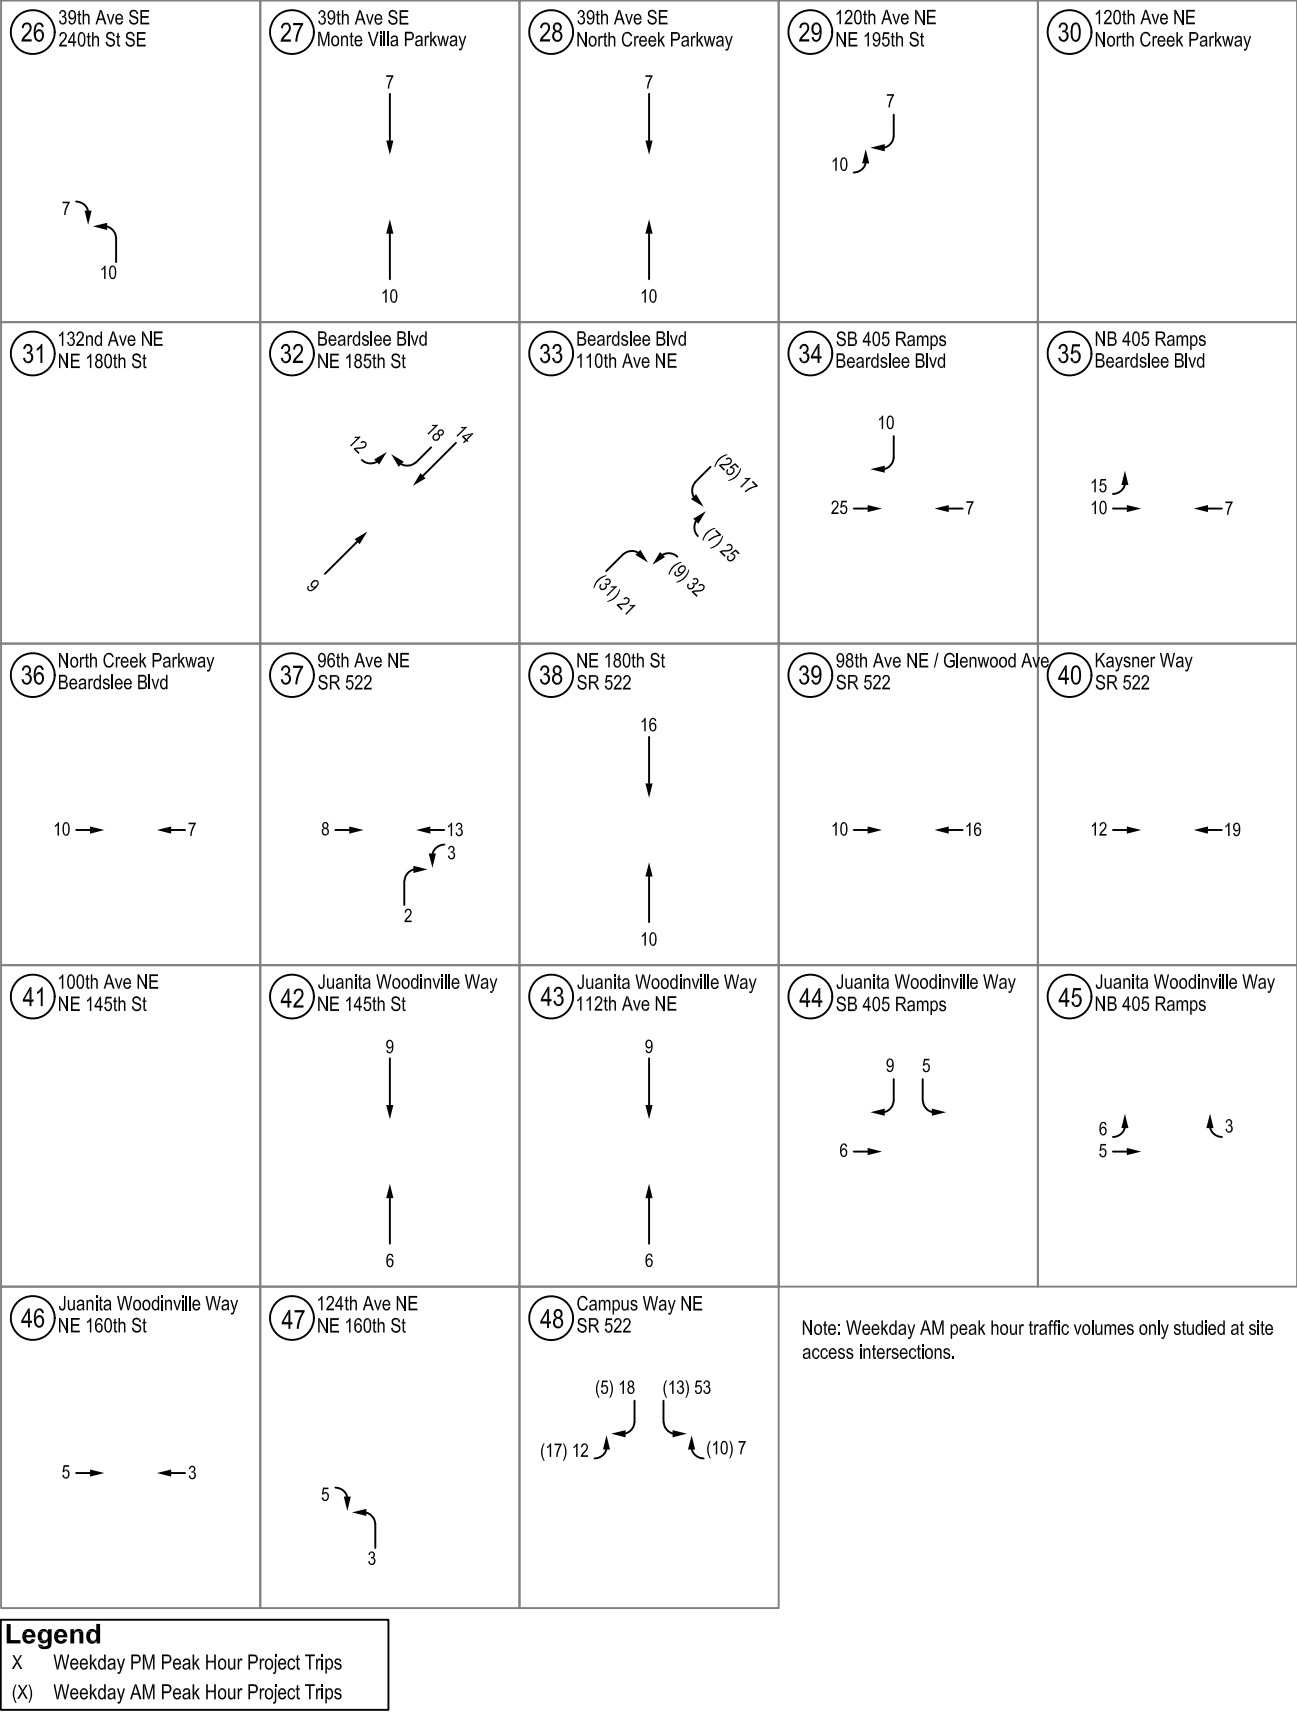 26 39th Ave SE
240th St SE
7
10
27 39th Ave SE
Monte Villa Parkway
7
10
28 39th Ave SE
North Creek Parkway
7
10
29 120th Ave NE
NE 195th St
7
10
30 120th Ave NE
North Creek Parkway
31 132nd Ave NE
NE 180th St
32 Beardslee Blvd
NE 185th St
12 18 14
9
33 Beardslee Blvd
110th Ave NE
(25) 17
(7) 25
(9) 32
(31) 21
34 SB 405 Ramps
Beardslee Blvd
10
25 7
35 NB 405 Ramps
Beardslee Blvd
15
10 7
36 North Creek Parkway
Beardslee Blvd
10 7
37 96th Ave NE
SR 522
8 13
3
2
38 NE 180th St
SR 522
16
10
39 98th Ave NE / Glenwood Ave
SR 522
10 16
40 Kaysner Way
SR 522
12 19
41 100th Ave NE
NE 145th St
42 Juanita Woodinville Way
NE 145th St
9
6
43 Juanita Woodinville Way
112th Ave NE
9
6
44 Juanita Woodinville Way
SB 405 Ramps
9 5
6
45 Juanita Woodinville Way
NB 405 Ramps
6 3
5
46 Juanita Woodinville Way
NE 160th St
5 3
47 124th Ave NE
NE 160th St
5
3
48 Campus Way NE
SR 522
(5) 18 (13) 53
(17) 12 (10) 7
Note: Weekday AM peak hour traffic volumes only studied at site
access intersections.
Legend
X Weekday PM Peak Hour Project Trips
(X) Weekday AM Peak Hour Project Trips